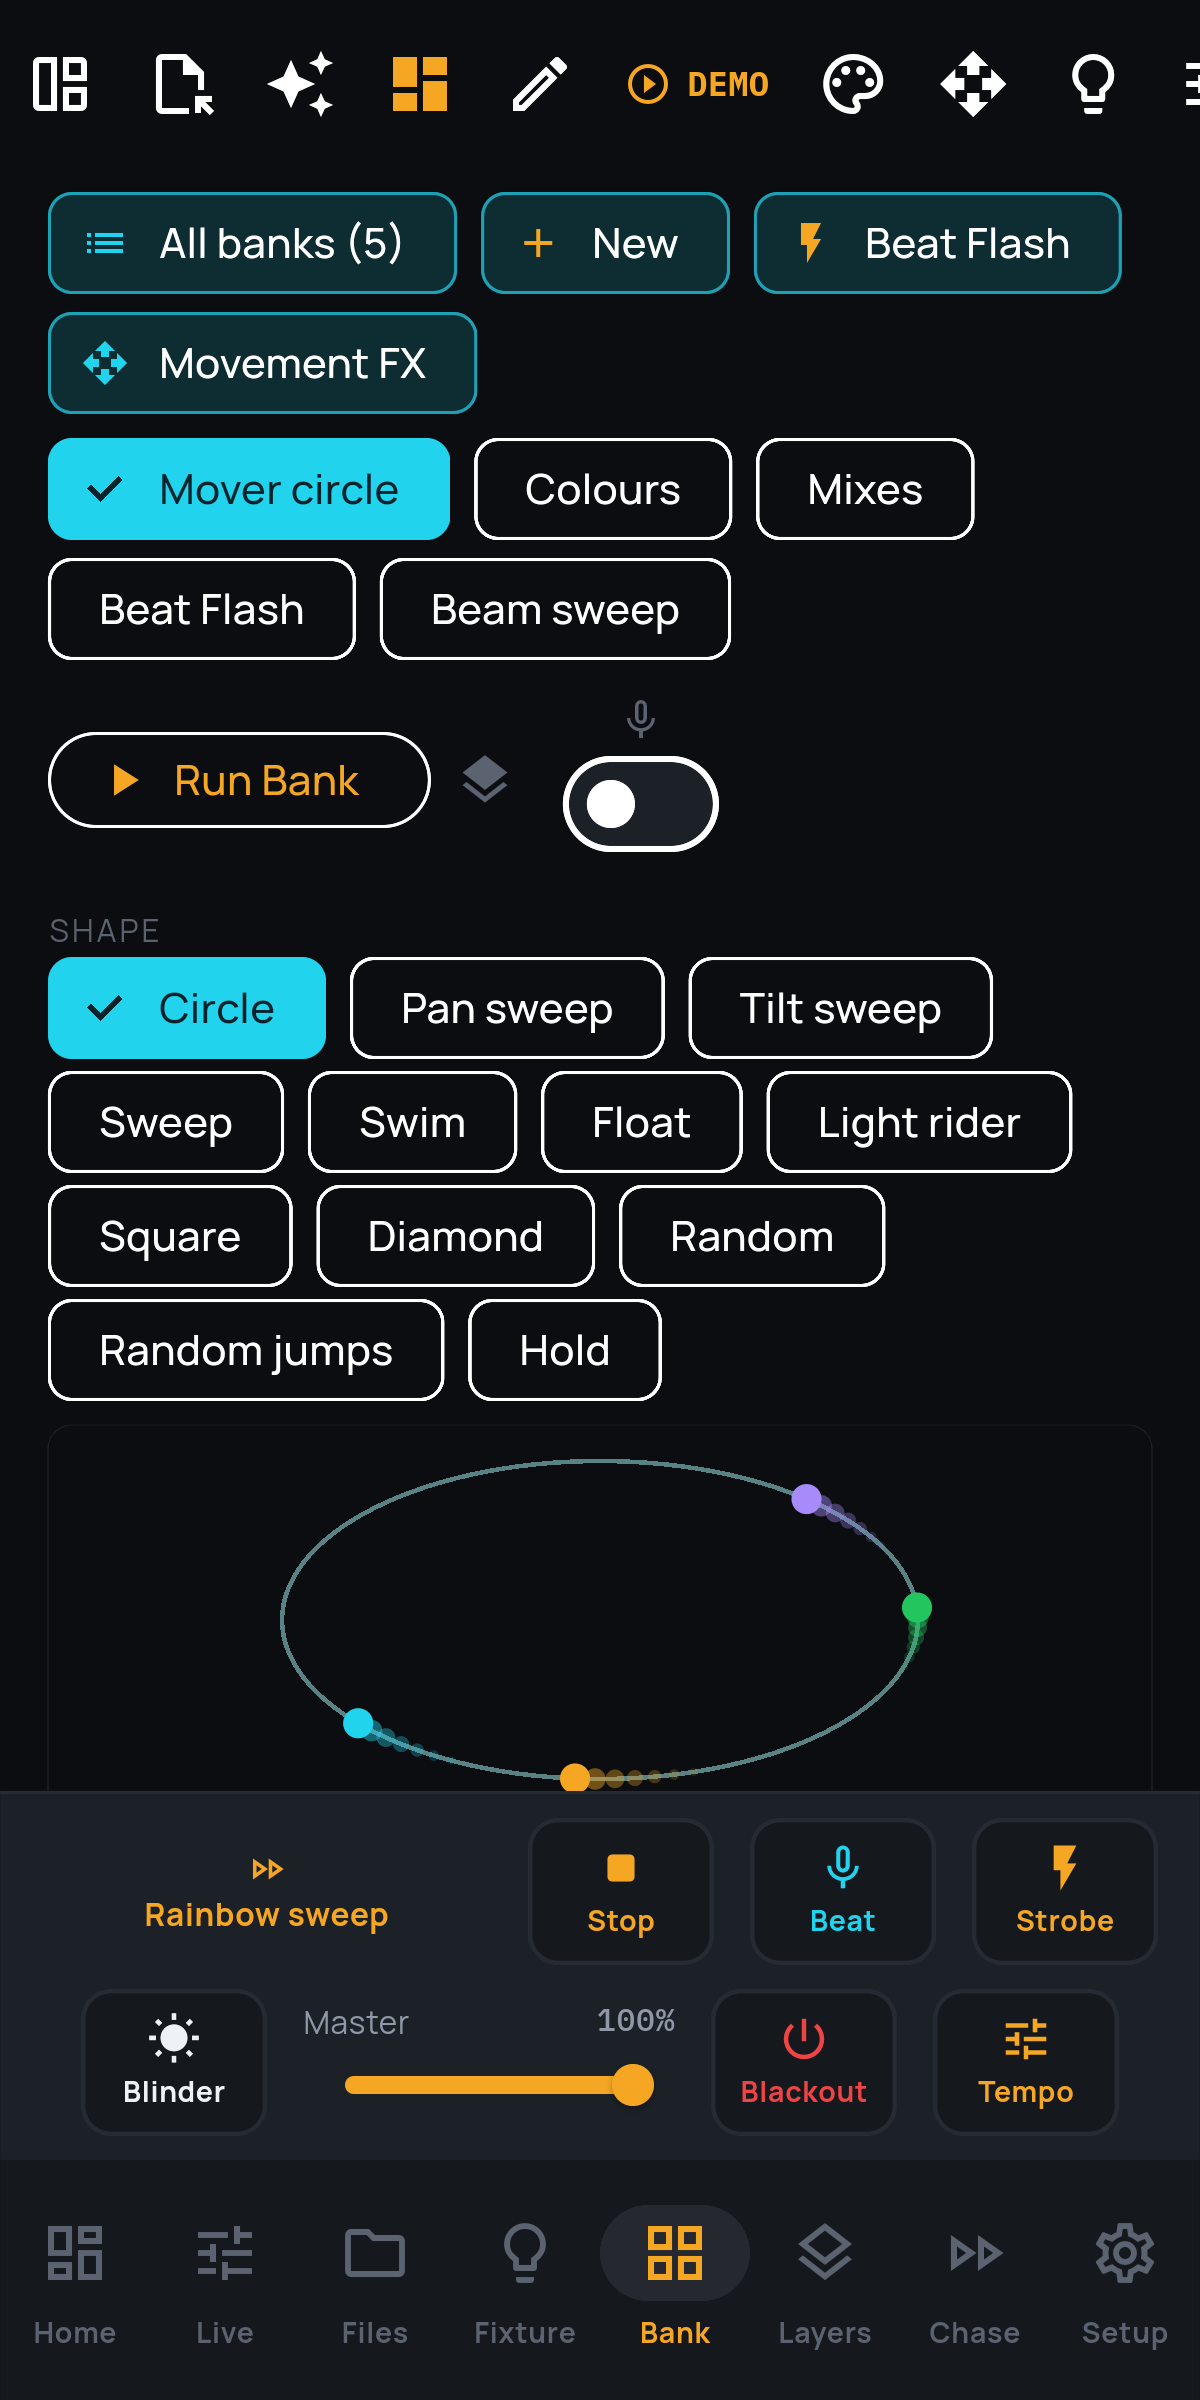 DEMO
All banks (5) New Beat Flash
Movement FX
Mover circle Colours Mixes
Beat Flash Beam sweep
Run Bank
SHAPE
Circle Pan sweep Tilt sweep
Sweep Swim Float Light rider
Square Diamond Random
Random jumps Hold
Rainbow sweep Stop Beat Strobe
Blinder Master 100% Blackout Tempo
Home Live Files Fixture Bank Layers Chase Setup